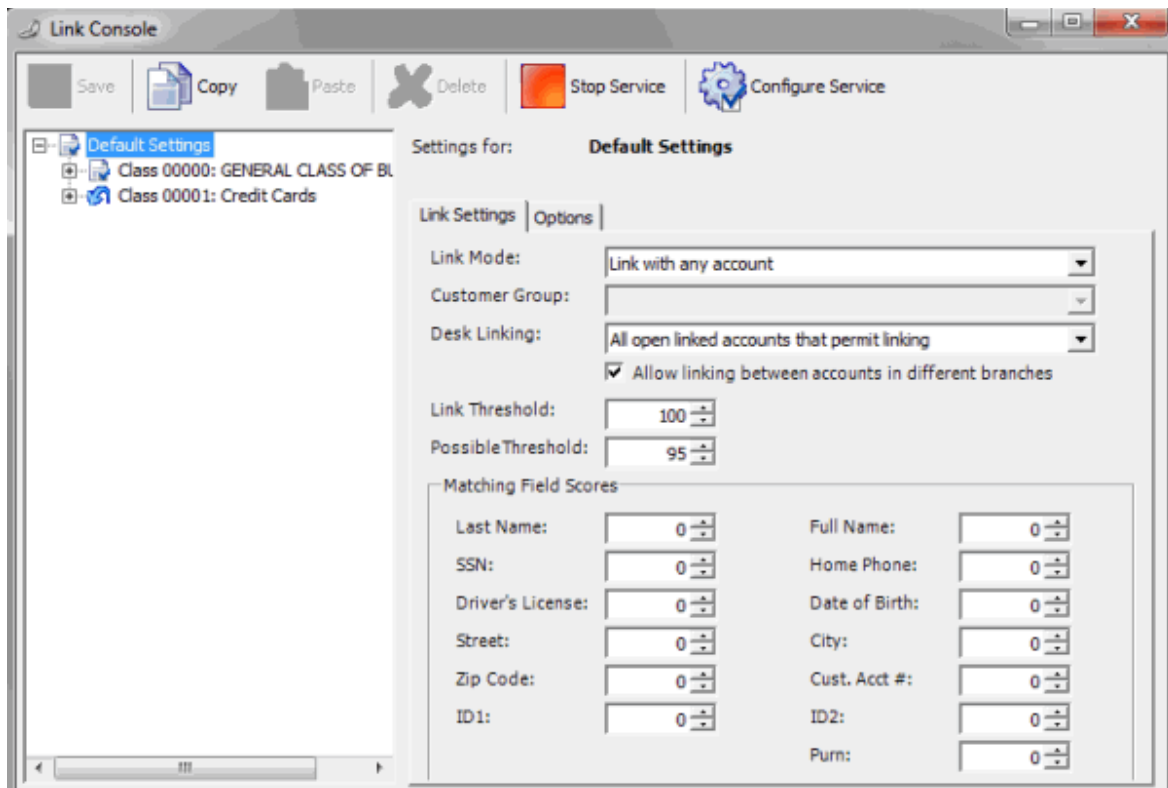 Link Console
Save Copy Paste Delete Stop Service Configure Service
Default Settings
Class 00000: GENERAL CLASS OF BU
Class 00001: Credit Cards
Settings for: Default Settings
Link Settings Options
Link Mode: Link with any account
Customer Group:
Desk Linking: All open linked accounts that permit linking
Allow linking between accounts in different branches
Link Threshold: 100
PossibleThreshold: 95
Matching Field Scores
Last Name: 0 Full Name: 0
SSN: 0 Home Phone: 0
Driver's License: 0 Date of Birth: 0
Street: 0 City: 0
Zip Code: 0 Cust. Acct #: 0
ID1: 0 ID2: 0
Purn: 0